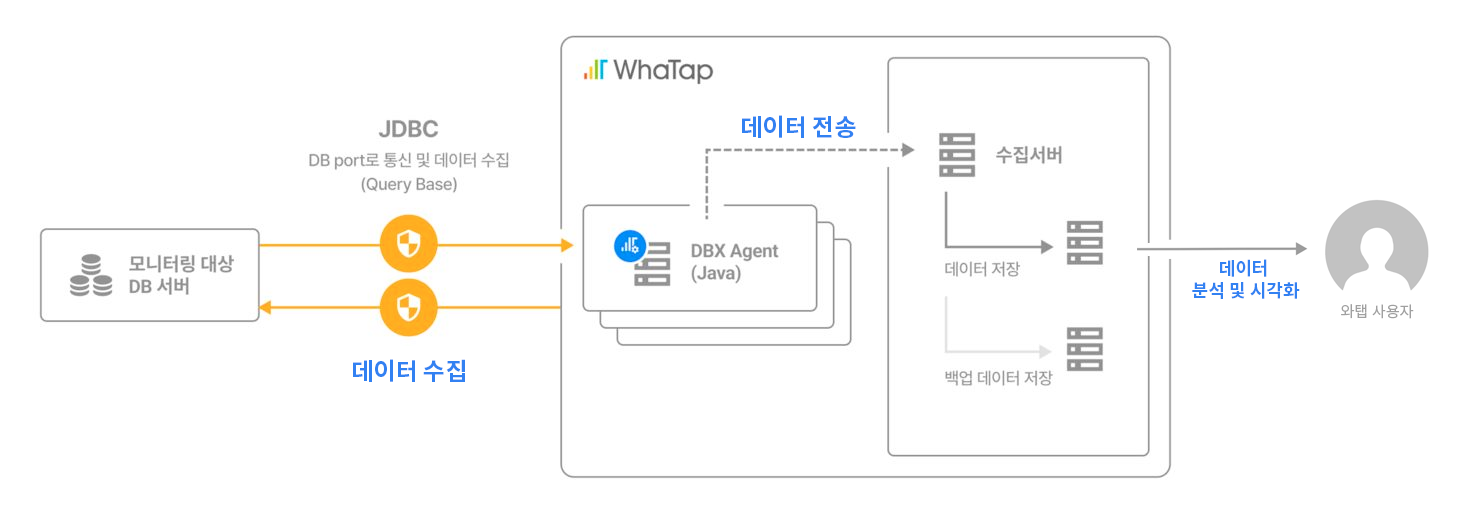 WhaTap
JDBC
DB port로 통신 및 데이터 수집
(Query Base)
데이터 전송
수집서버
모니터링 대상
DB 서버
DBX Agent
(Java)
데이터 저장
데이터
분석 및 시각화
와탭 사용자
데이터 수집
백업 데이터 저장